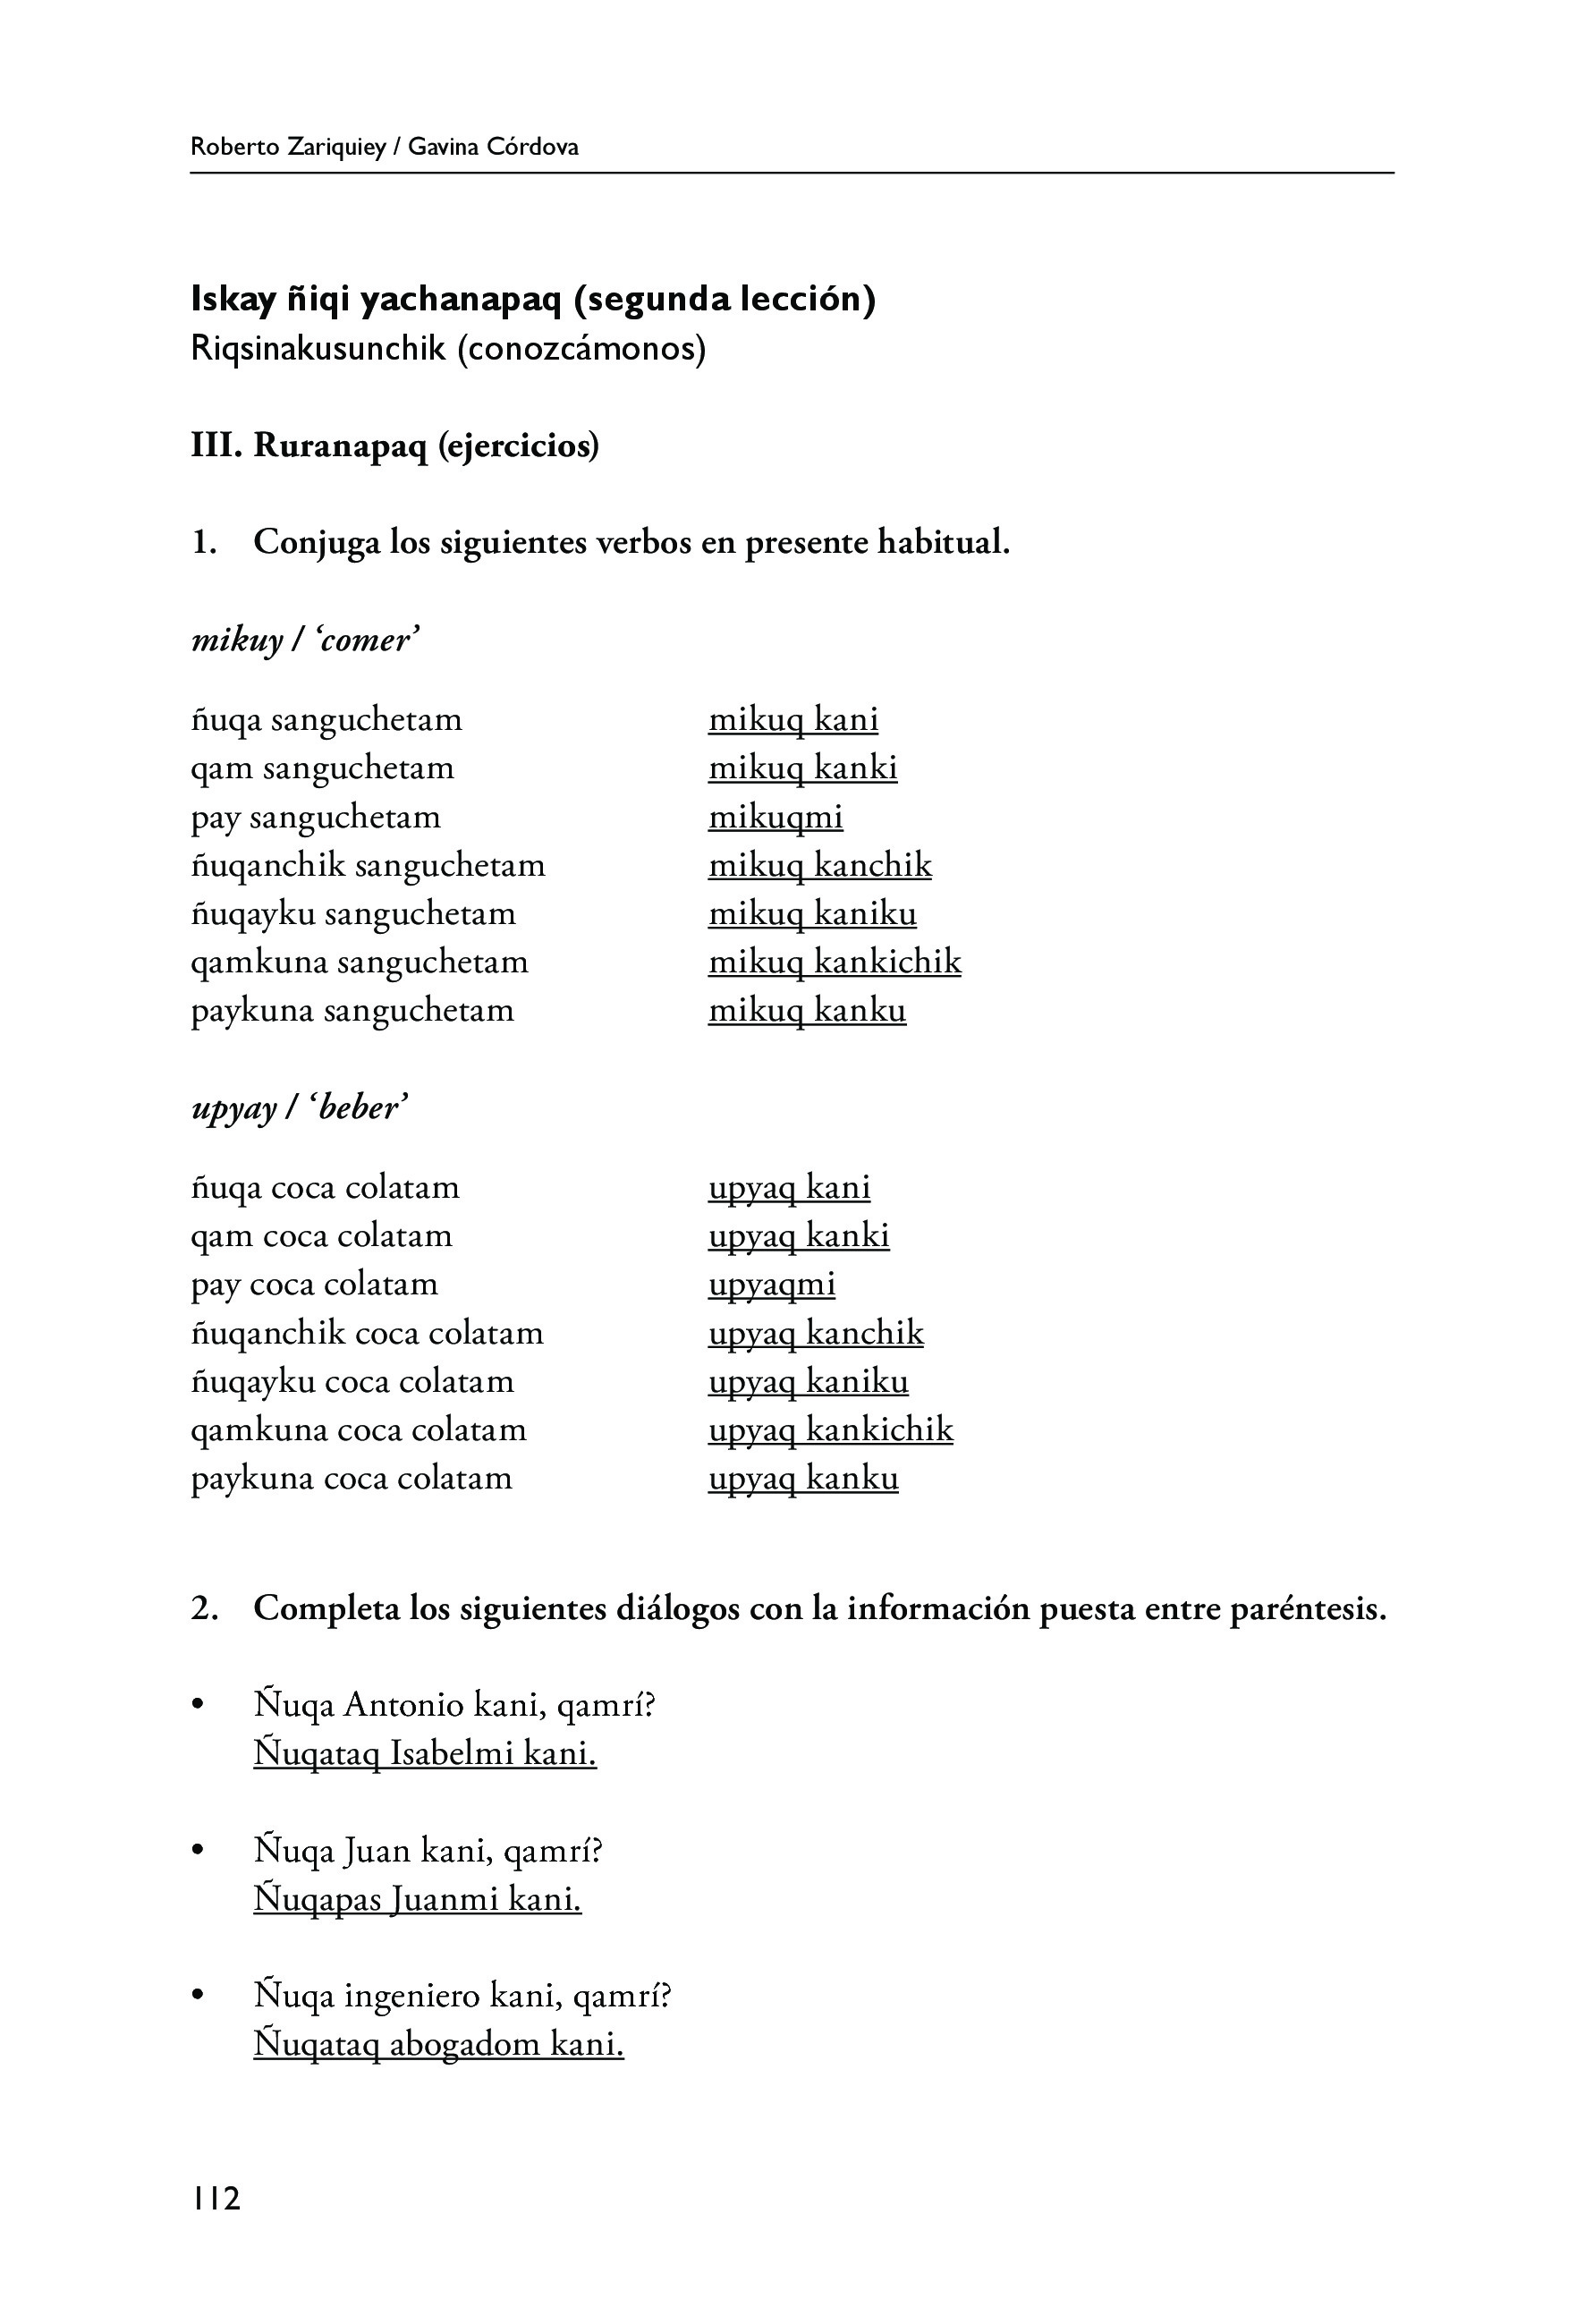 Roberto Zariquiey / Gavina Córdova
Iskay ñiqi yachanapaq (segunda lección)
Riqsinakusunchik (conozcámonos)
III. Ruranapaq (ejercicios)
1. Conjuga los siguientes verbos en presente habitual.
mikuy / ‘comer’
ñuqa sanguchetam mikuq kani
qam sanguchetam mikuq kanki
pay sanguchetam mikuqmi
ñuqanchik sanguchetam mikuq kanchik
ñuqayku sanguchetam mikuq kaniku
qamkuna sanguchetam mikuq kankichik
paykuna sanguchetam mikuq kanku
upyay / ‘beber’
ñuqa coca colatam upyaq kani
qam coca colatam upyaq kanki
pay coca colatam upyaqmi
ñuqanchik coca colatam upyaq kanchik
ñuqayku coca colatam upyaq kaniku
qamkuna coca colatam upyaq kankichik
paykuna coca colatam upyaq kanku
2. Completa los siguientes diálogos con la información puesta entre paréntesis.
• Ñuqa Antonio kani, qamrí?
Ñuqataq Isabelmi kani.
• Ñuqa Juan kani, qamrí?
Ñuqapas Juanmi kani.
• Ñuqa ingeniero kani, qamrí?
Ñuqataq abogadom kani.
112